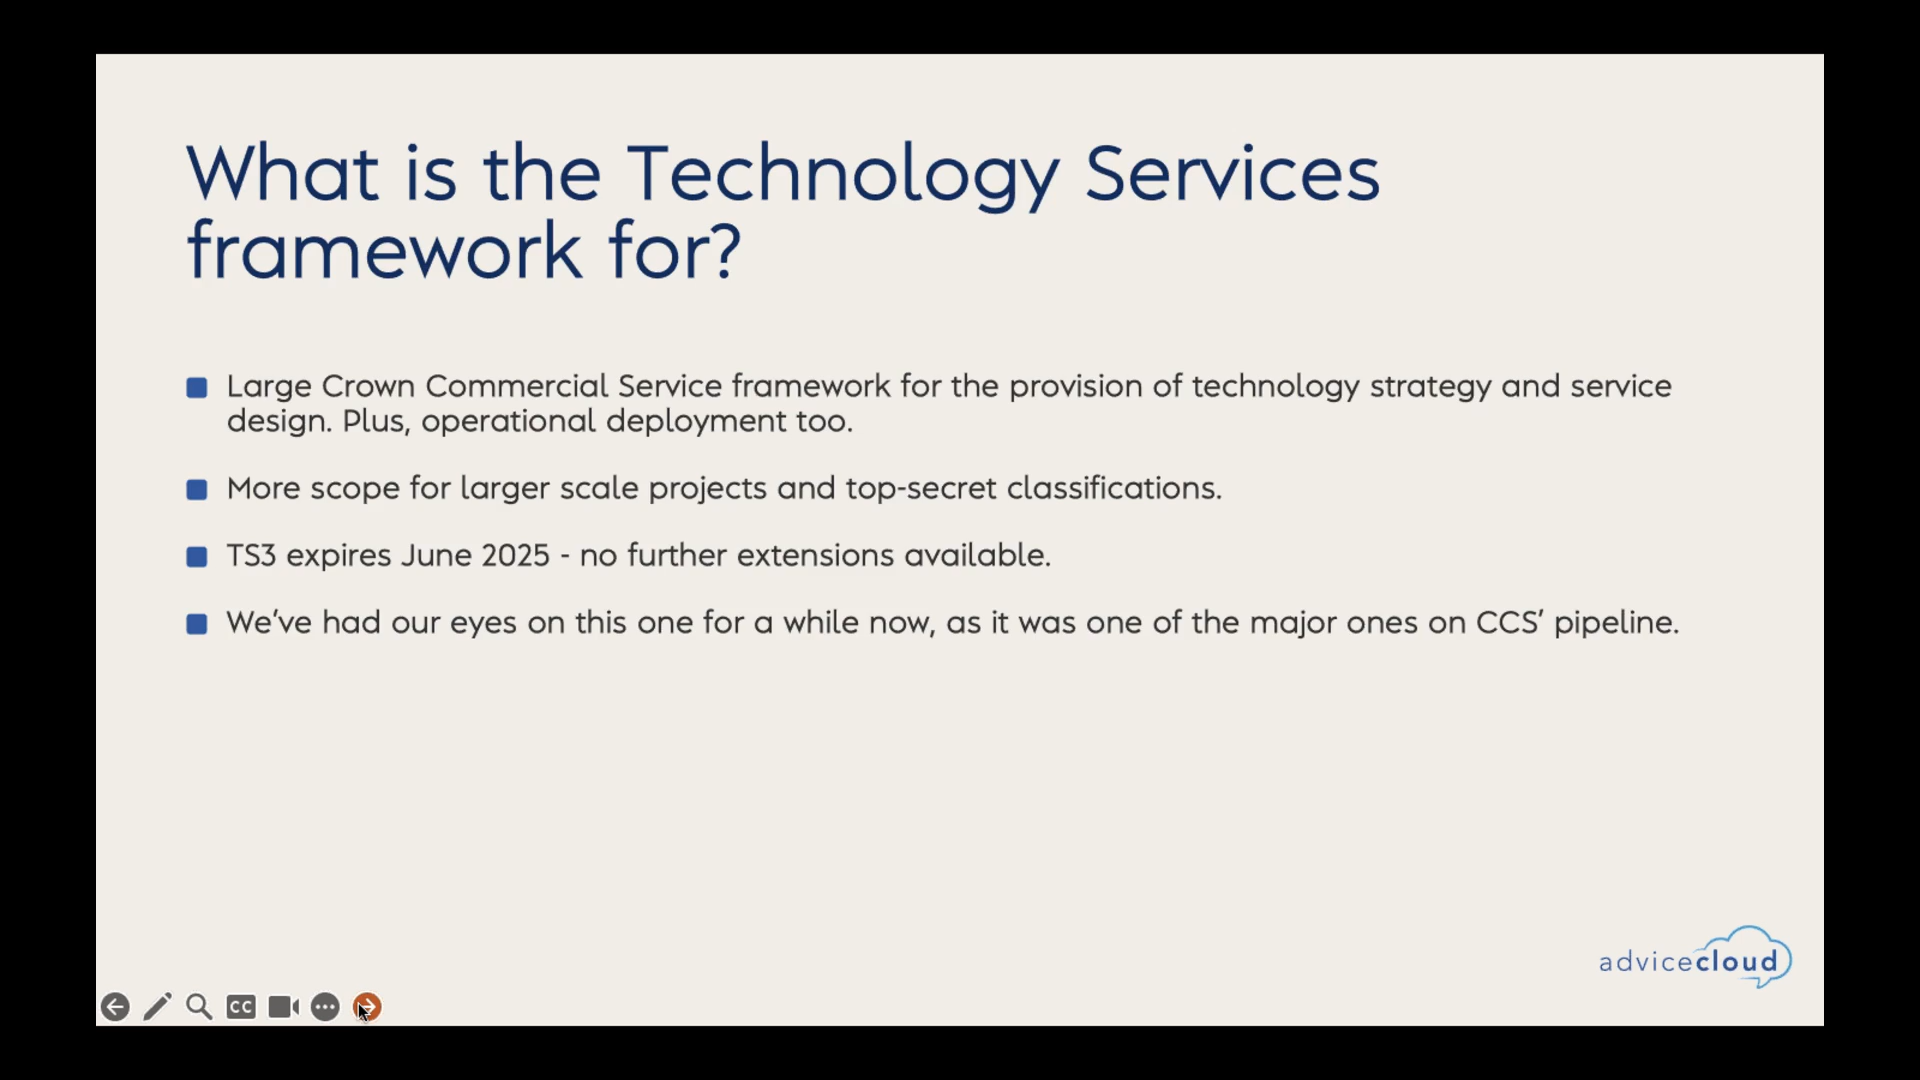 What is the Technology Services
framework for?
Large Crown Commercial Service framework for the provision of technology strategy and service
design. Plus, operational deployment too.
More scope for larger scale projects and top-secret classifications.
TS3 expires June 2025 - no further extensions available.
We’ve had our eyes on this one for a while now, as it was one of the major ones on CCS’ pipeline.
advicecloud
CC